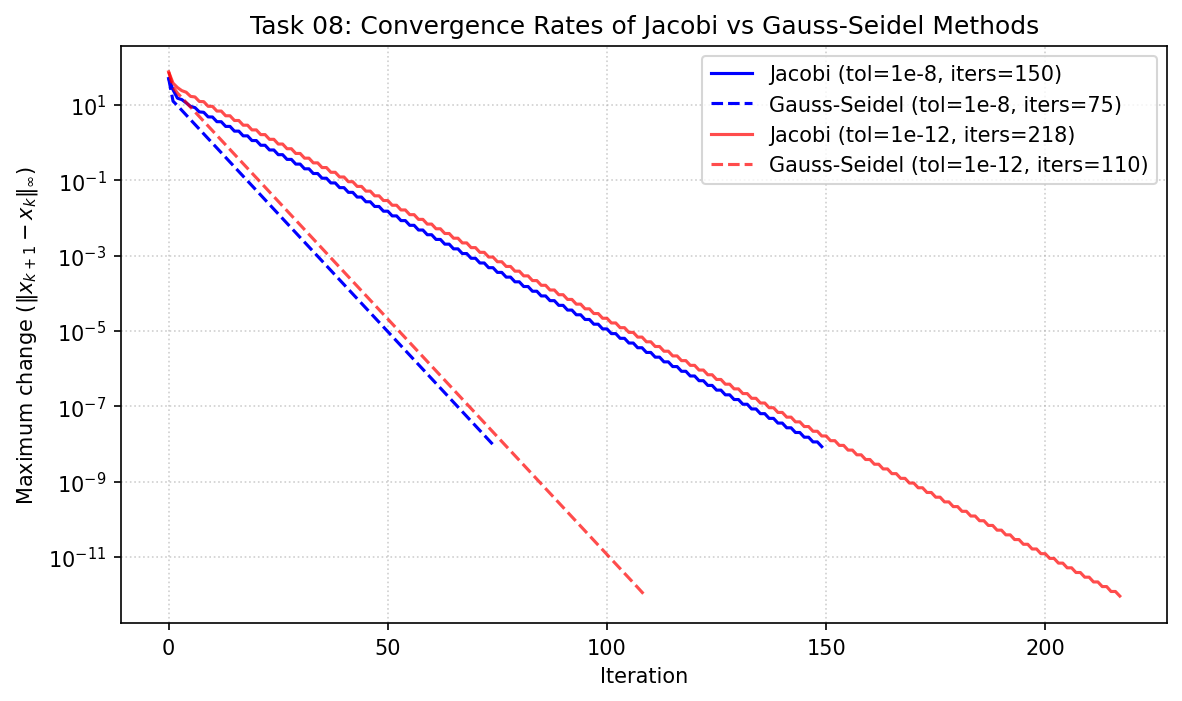 Task 08: Convergence Rates of Jacobi vs Gauss-Seidel Methods
Jacobi (tol=1e-8, iters=150)
Gauss-Seidel (tol=1e-8, iters=75)
Jacobi (tol=1e-12, iters=218)
Gauss-Seidel (tol=1e-12, iters=110)
Maximum change (‖xₖ₊₁ − xₖ‖∞)
10¹
10⁻¹
10⁻³
10⁻⁵
10⁻⁷
10⁻⁹
10⁻¹¹
0 50 100 150 200
Iteration